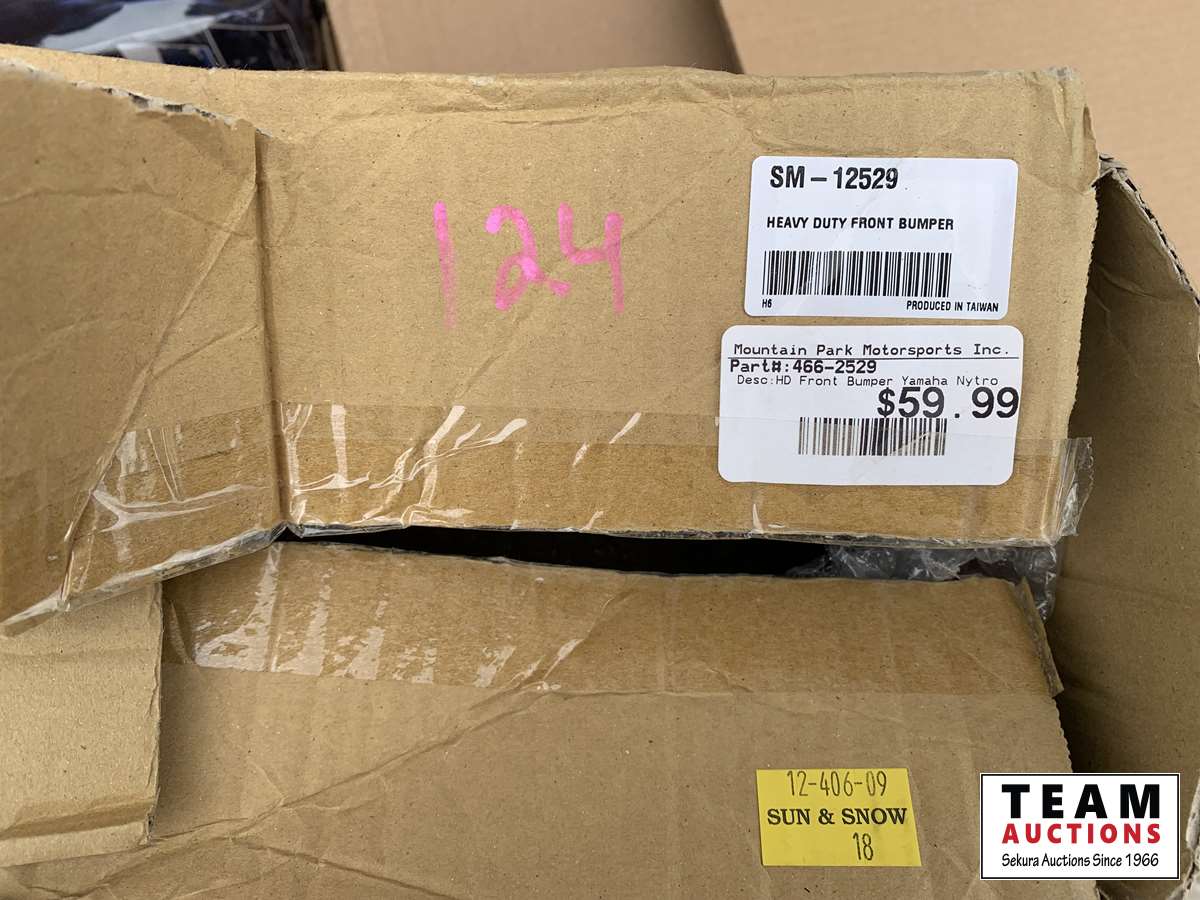 124
SM-12529
HEAVY DUTY FRONT BUMPER
H6 PRODUCED IN TAIWAN
Mountain Park Motorsports Inc.
Part#:466-2529
Desc:HD Front Bumper Yamaha Nytro
$59.99
12-406-09
SUN & SNOW
18
TEAM
AUCTIONS
Sekura Auctions Since 1966